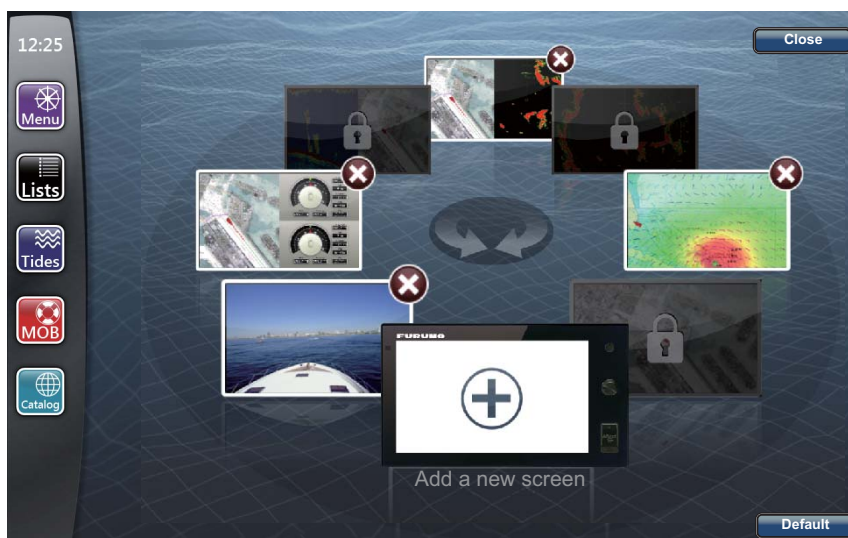 12:25
Close
Menu
Lists
Tides
MOB
Catalog
FURUNO
Add a new screen
Default